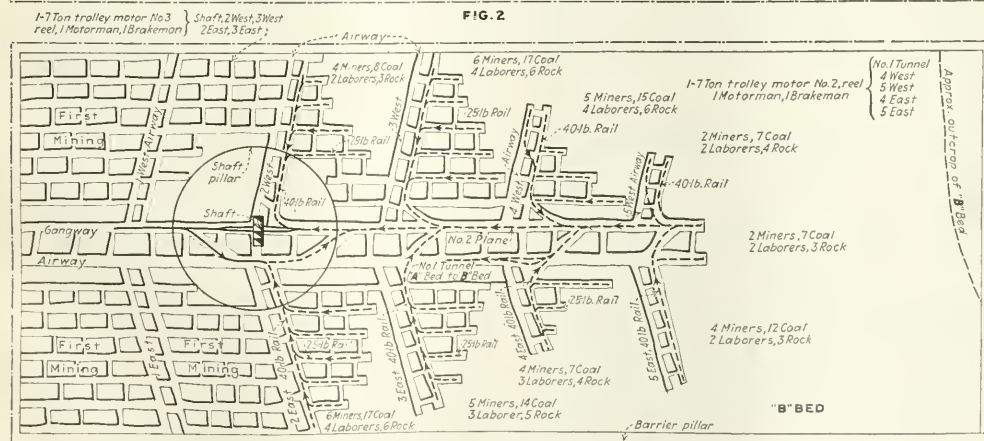 FIG. 2
1-7 Ton trolley motor No 3
reel, 1 Motorman, 1 Brakeman
Shaft, 2 West, 3 West
2 East, 3 East;
Airway
4 Miners, 8 Coal
2 Laborers, 3 Rock
6 Miners, 17 Coal
4 Laborers, 6 Rock
1-7 Ton trolley motor No. 2, reel
1 Motorman, 1 Brakeman
No. 1 Tunnel
4 West
5 West
4 East
5 East
Approx. outcrop of "B" Bed
5 Miners, 15 Coal
4 Laborers, 6 Rock
First
Mining
1 West Airway
Shaft
pillar
2 West
25 lb. Rail
3 West
25 lb. Rail
Airway
40-lb. Rail
2 Miners, 7 Coal
2 Laborers, 4 Rock
40-lb. Rail
Shaft
40 lb Rail
4 West
5 West Airway
Gangway
No. 2 Plane
2 Miners, 7 Coal
2 Laborers, 3 Rock
Airway
No. 1 Tunnel
"A" Bed to "B" Bed
25-lb. Rail
First
Mining
1 East
First
Mining
25 lb Rail
2 East
40 lb Rail
25 lb Rail
3 East
40 lb Rail
4 East 40 lb Rail
5 East, 40 lb Rail
4 Miners, 12 Coal
2 Laborers, 3 Rock
4 Miners, 7 Coal
3 Laborers, 4 Rock
6 Miners, 17 Coal
4 Laborers, 6 Rock
5 Miners, 14 Coal
3 Laborer, 5 Rock
"B" BED
Barrier pillar